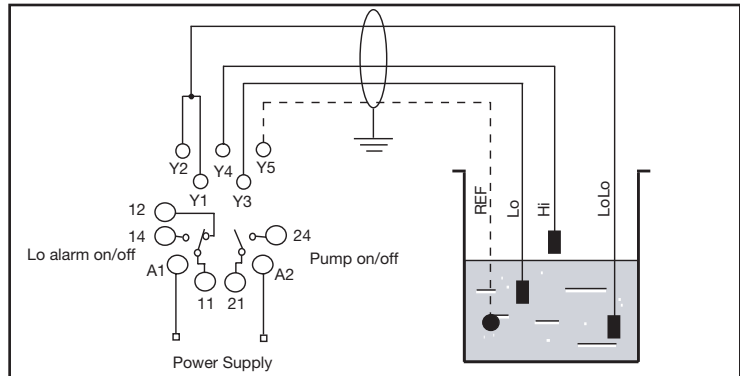 Y2
Y1
Y4
Y3
Y5
12
14
Lo alarm on/off
A1
11
21
A2
24
Pump on/off
Power Supply
REF
Lo
Hi
LoLo